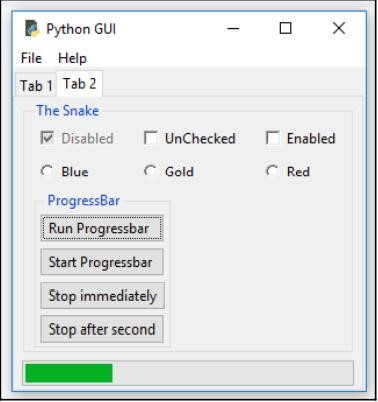 Python GUI
File Help
Tab 1 Tab 2
The Snake
Disabled UnChecked Enabled
Blue Gold Red
ProgressBar
Run Progressbar
Start Progressbar
Stop immediately
Stop after second